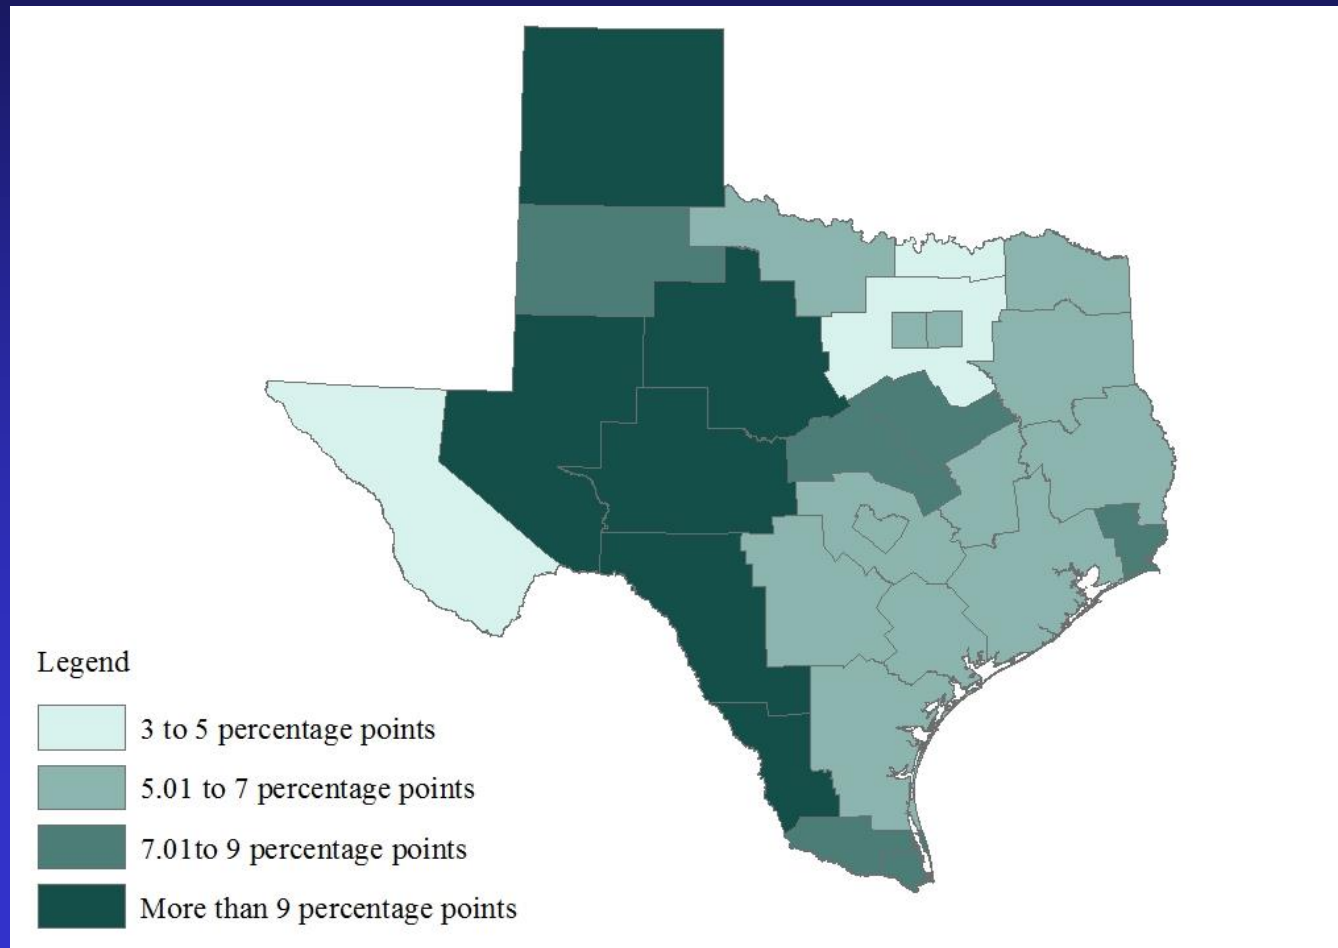 Legend
3 to 5 percentage points
5.01 to 7 percentage points
7.01to 9 percentage points
More than 9 percentage points